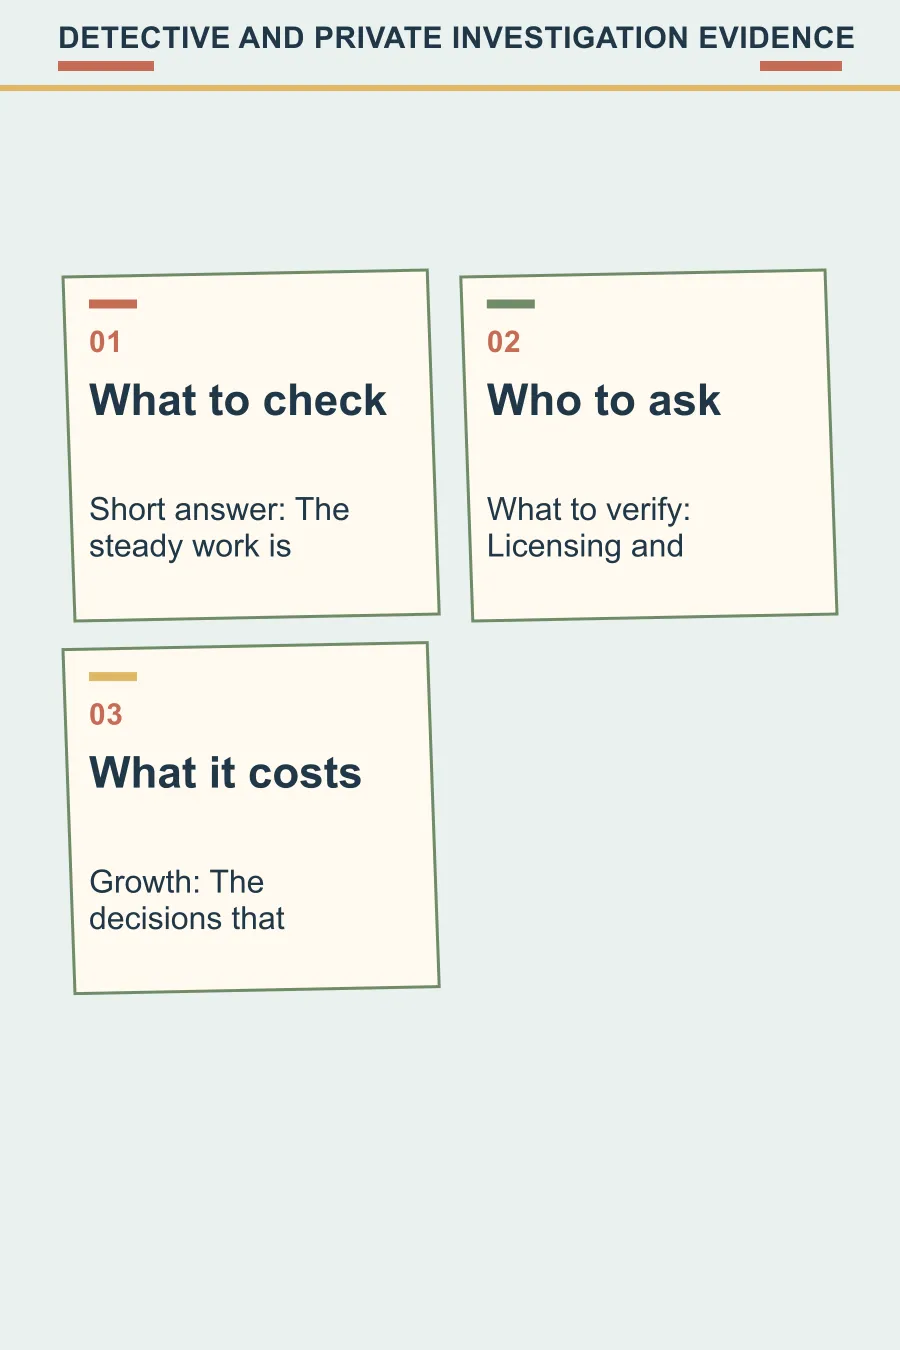 DETECTIVE AND PRIVATE INVESTIGATION EVIDENCE
01
What to check
Short answer: The
steady work is
02
Who to ask
What to verify:
Licensing and
03
What it costs
Growth: The
decisions that